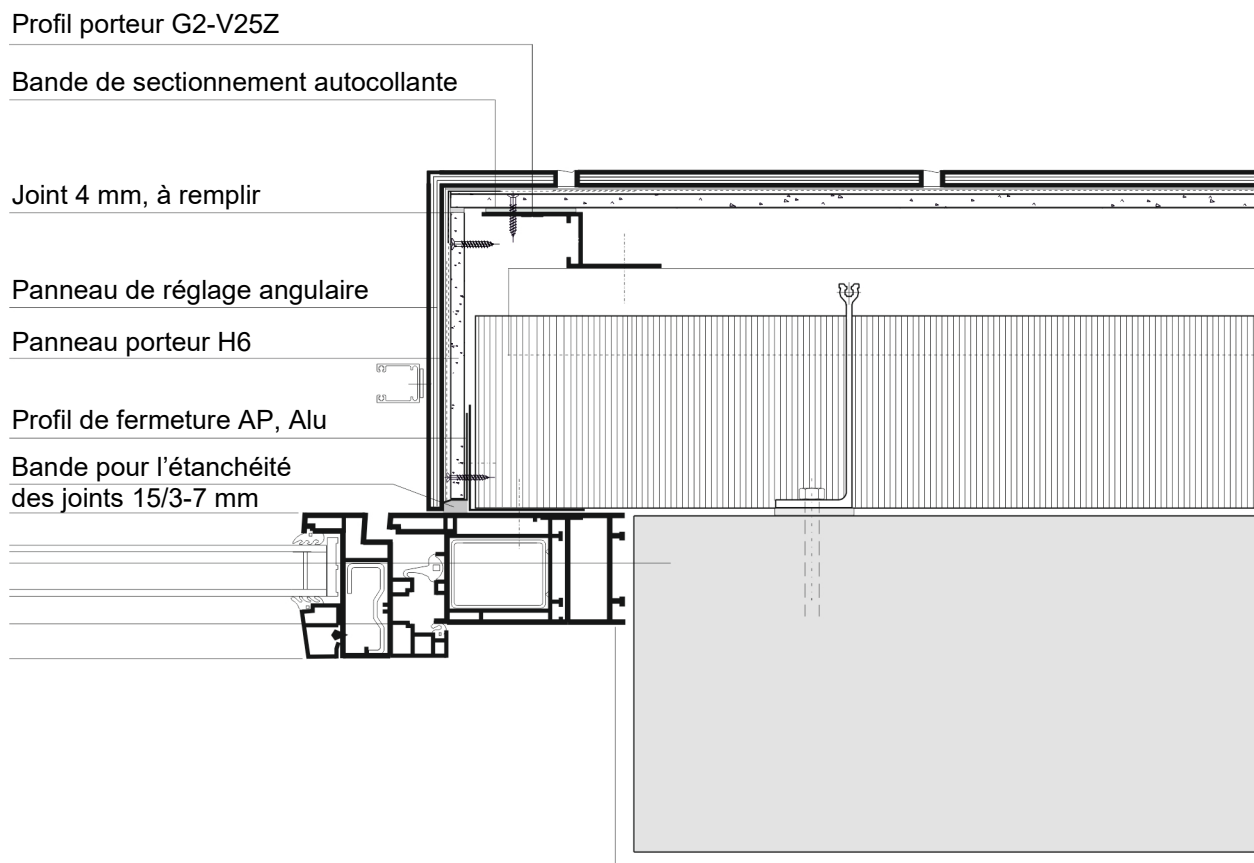 Profil porteur G2-V25Z
Bande de sectionnement autocollante
Joint 4 mm, à remplir
Panneau de réglage angulaire
Panneau porteur H6
Profil de fermeture AP, Alu
Bande pour l’étanchéité
des joints 15/3-7 mm